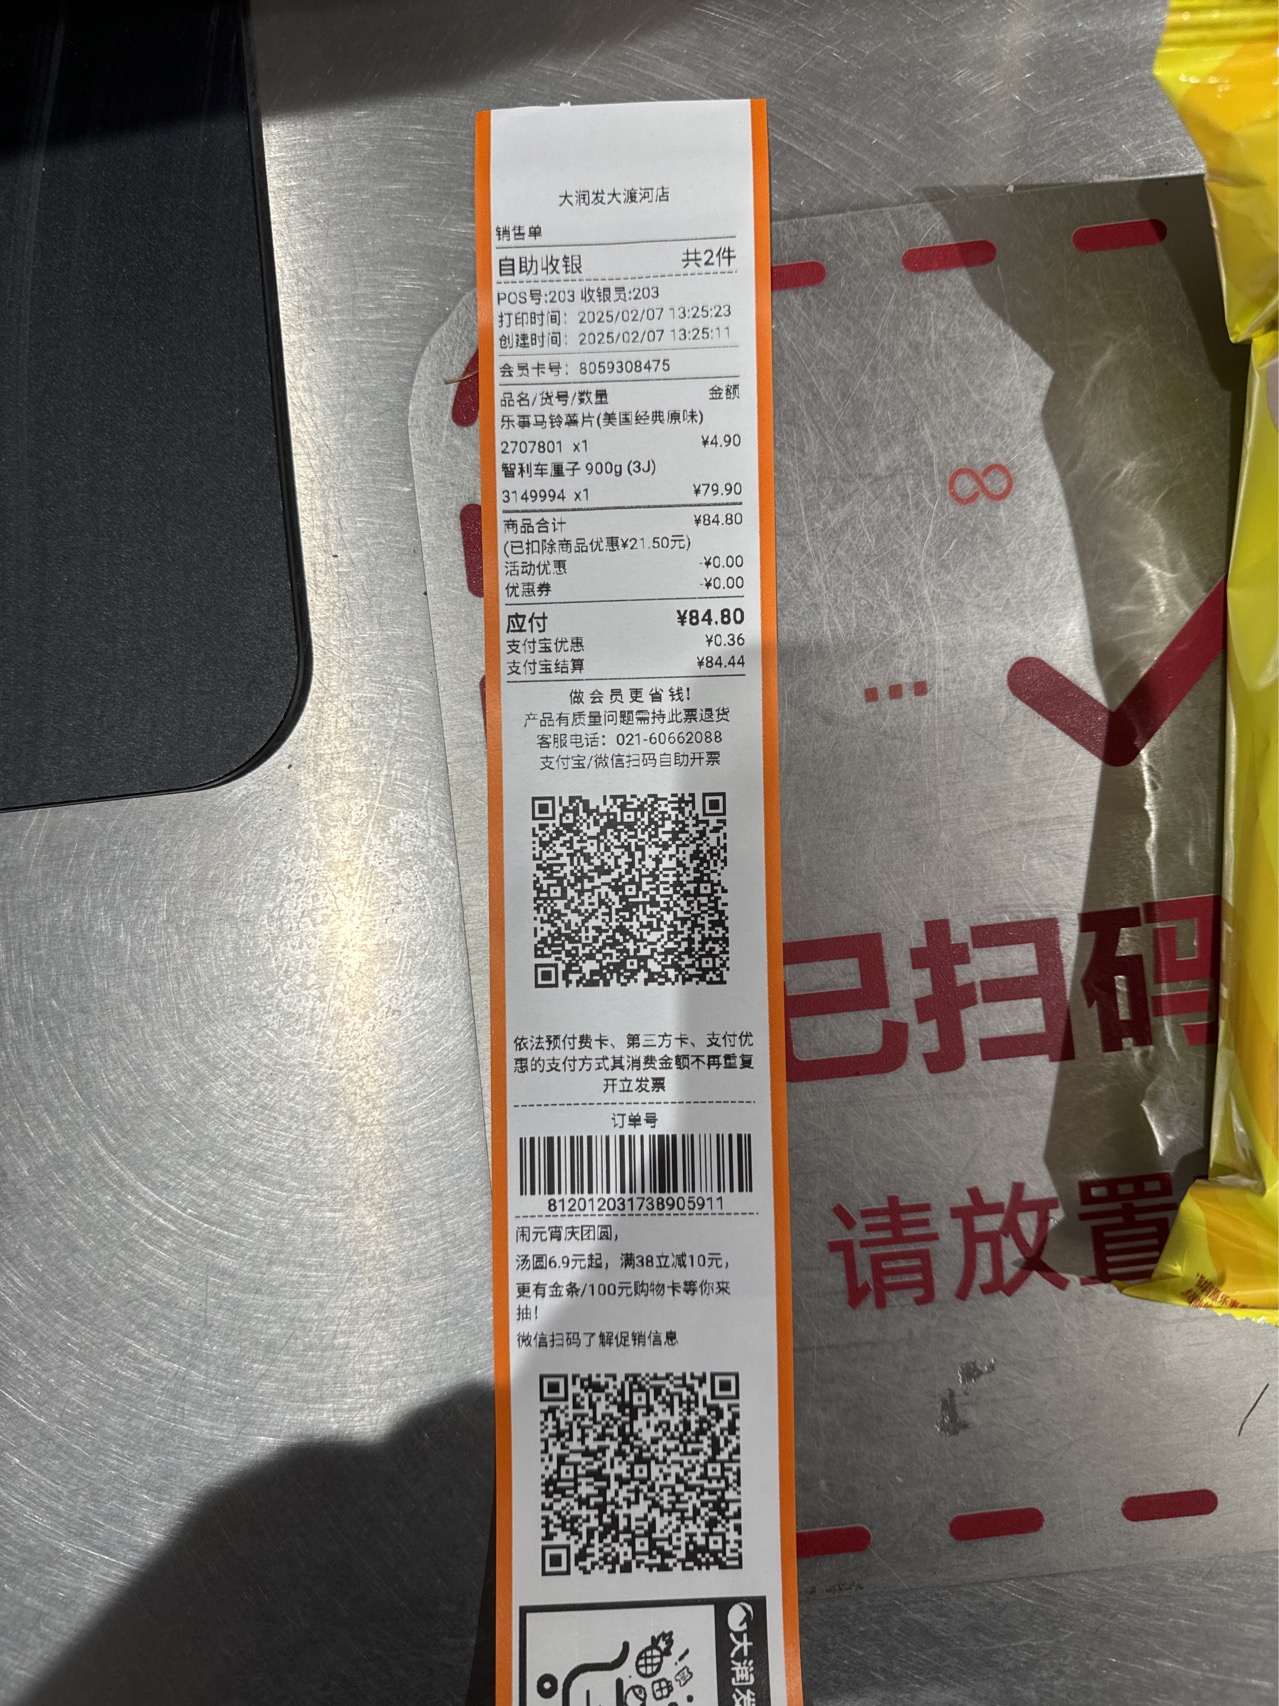 大润发大渡河店
销售单
自助收银 共2件
POS号:203 收银员:203
打印时间：2025/02/07 13:25:23
创建时间：2025/02/07 13:25:11
会员卡号：8059308475
品名/货号/数量 金额
乐事马铃薯片(美国经典原味)
2707801 x1 ¥4.90
智利车厘子 900g (3J)
3149994 x1 ¥79.90
商品合计 ¥84.80
(已扣除商品优惠¥21.50元)
活动优惠 -¥0.00
优惠券 -¥0.00
应付 ¥84.80
支付宝优惠 ¥0.36
支付宝结算 ¥84.44
做会员更省钱!
产品有质量问题需持此票退货
客服电话：021-60662088
支付宝/微信扫码自助开票
依法预付费卡、第三方卡、支付优
惠的支付方式其消费金额不再重复
开立发票
订单号
812012031738905911
闹元宵庆团圆，
汤圆6.9元起，满38立减10元，
更有金条/100元购物卡等你来
抽！
微信扫码了解促销信息
大润发
已扫码
请放置